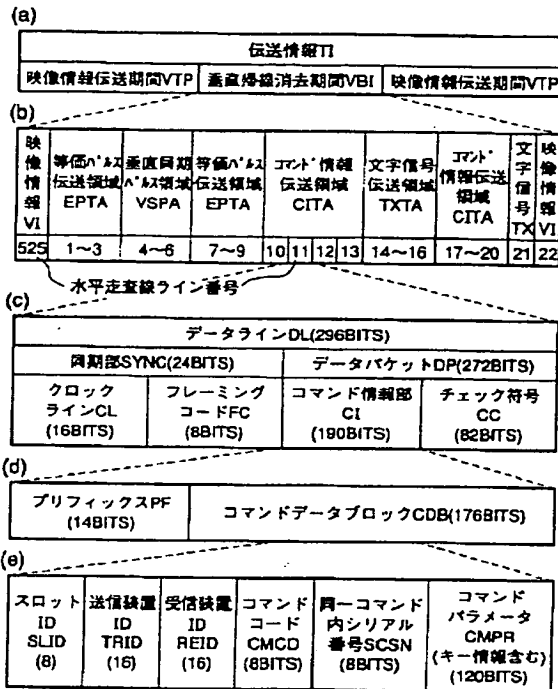 (a)
伝送情報TI
映像情報伝送期間VTP 垂直帰線消去期間VBI 映像情報伝送期間VTP
(b)
映像情報VI
等価パルス伝送領域EPTA
垂直同期パルス領域VSPA
等価パルス伝送領域EPTA
コマンド情報伝送領域CITA
文字信号伝送領域TXTA
コマンド情報伝送領域CITA
文字信号TX
映像情報VI
525 1~3 4~6 7~9 10 11 12 13 14~16 17~20 21 22
水平走査線ライン番号
(c)
データラインDL(296BITS)
同期部SYNC(24BITS) データパケットDP(272BITS)
クロックラインCL(16BITS)
フレーミングコードFC(8BITS)
コマンド情報部CI(190BITS)
チェック符号CC(82BITS)
(d)
プリフィックスPF(14BITS)
コマンドデータブロックCDB(176BITS)
(e)
スロットID SLID(8)
送信装置ID TRID(16)
受信装置ID REID(16)
コマンドコードCMCD(8BITS)
同一コマンド内シリアル番号SCSN(8BITS)
コマンドパラメータCMPR(キー情報含む)(120BITS)